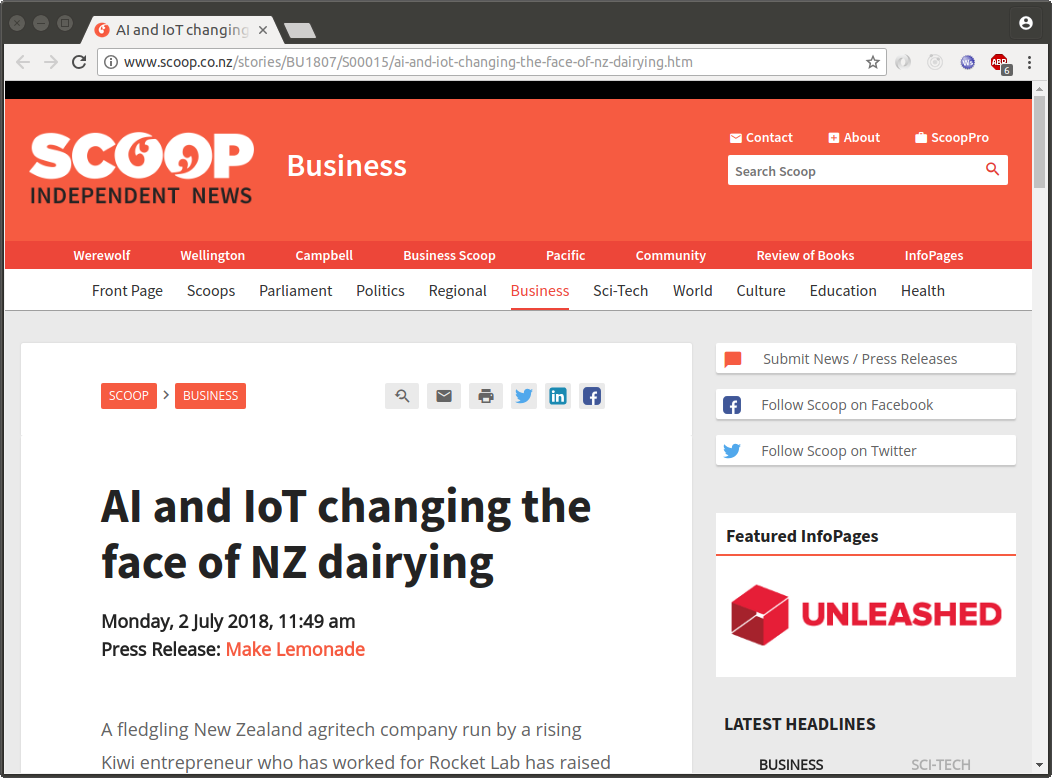 AI and IoT changing
www.scoop.co.nz/stories/BU1807/S00015/ai-and-iot-changing-the-face-of-nz-dairying.htm
Ws
ABP
6
SCOOP
INDEPENDENT NEWS
Business
Contact
About
ScoopPro
Search Scoop
Werewolf
Wellington
Campbell
Business Scoop
Pacific
Community
Review of Books
InfoPages
Front Page
Scoops
Parliament
Politics
Regional
Business
Sci-Tech
World
Culture
Education
Health
SCOOP > BUSINESS
AI and IoT changing the
face of NZ dairying
Monday, 2 July 2018, 11:49 am
Press Release: Make Lemonade
A fledgling New Zealand agritech company run by a rising
Kiwi entrepreneur who has worked for Rocket Lab has raised
Submit News / Press Releases
Follow Scoop on Facebook
Follow Scoop on Twitter
Featured InfoPages
UNLEASHED
LATEST HEADLINES
BUSINESS
SCI-TECH